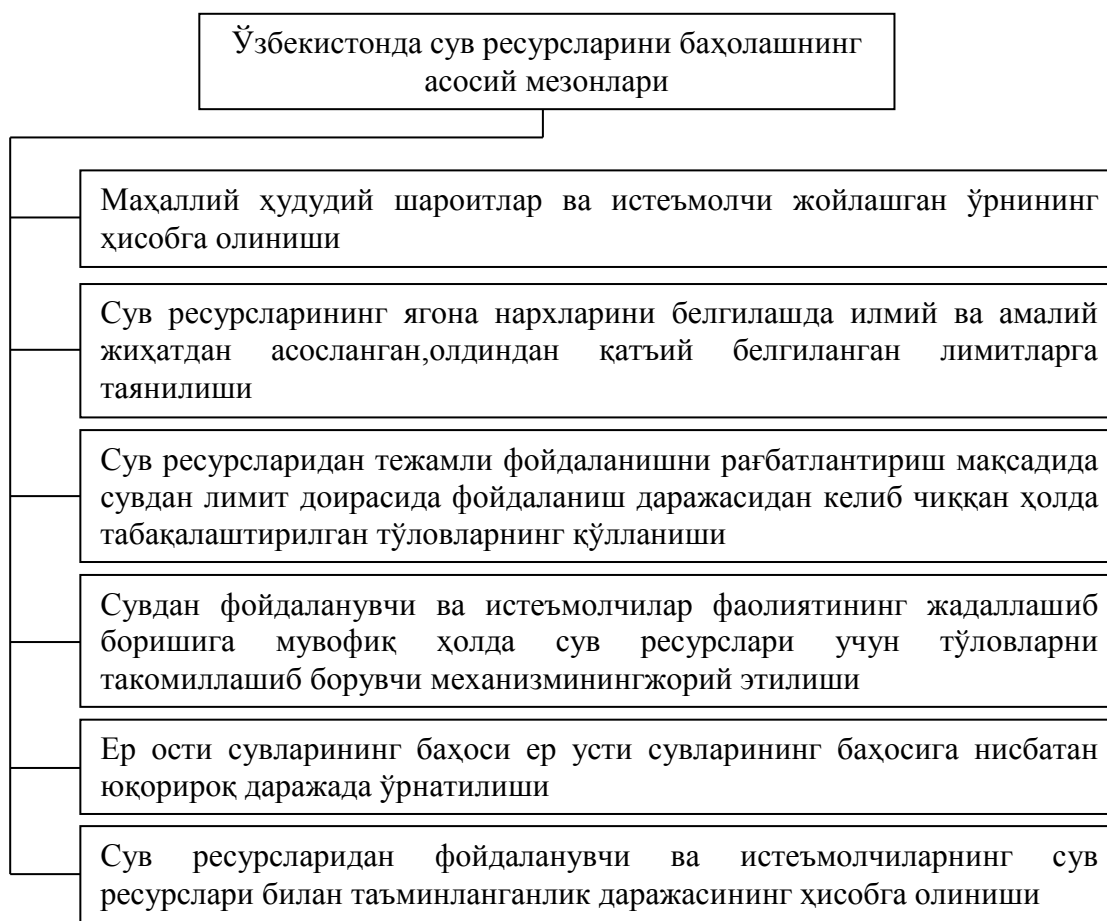 Ўзбекистонда сув ресурсларини баҳолашнинг
асосий мезонлари
Маҳаллий ҳудудий шароитлар ва истеъмолчи жойлашган ўрнининг
ҳисобга олиниши
Сув ресурсларининг ягона нархларини белгилашда илмий ва амалий
жиҳатдан асосланган,олдиндан қатъий белгиланган лимитларга
таянилиши
Сув ресурсларидан тежамли фойдаланишни рағбатлантириш мақсадида
сувдан лимит доирасида фойдаланиш даражасидан келиб чиққан ҳолда
табақалаштирилган тўловларнинг қўлланиши
Сувдан фойдаланувчи ва истеъмолчилар фаолиятининг жадаллашиб
боришига мувофиқ ҳолда сув ресурслари учун тўловларни
такомиллашиб борувчи механизминингжорий этилиши
Ер ости сувларининг баҳоси ер усти сувларининг баҳосига нисбатан
юқорироқ даражада ўрнатилиши
Сув ресурсларидан фойдаланувчи ва истеъмолчиларнинг сув
ресурслари билан таъминланганлик даражасининг ҳисобга олиниши